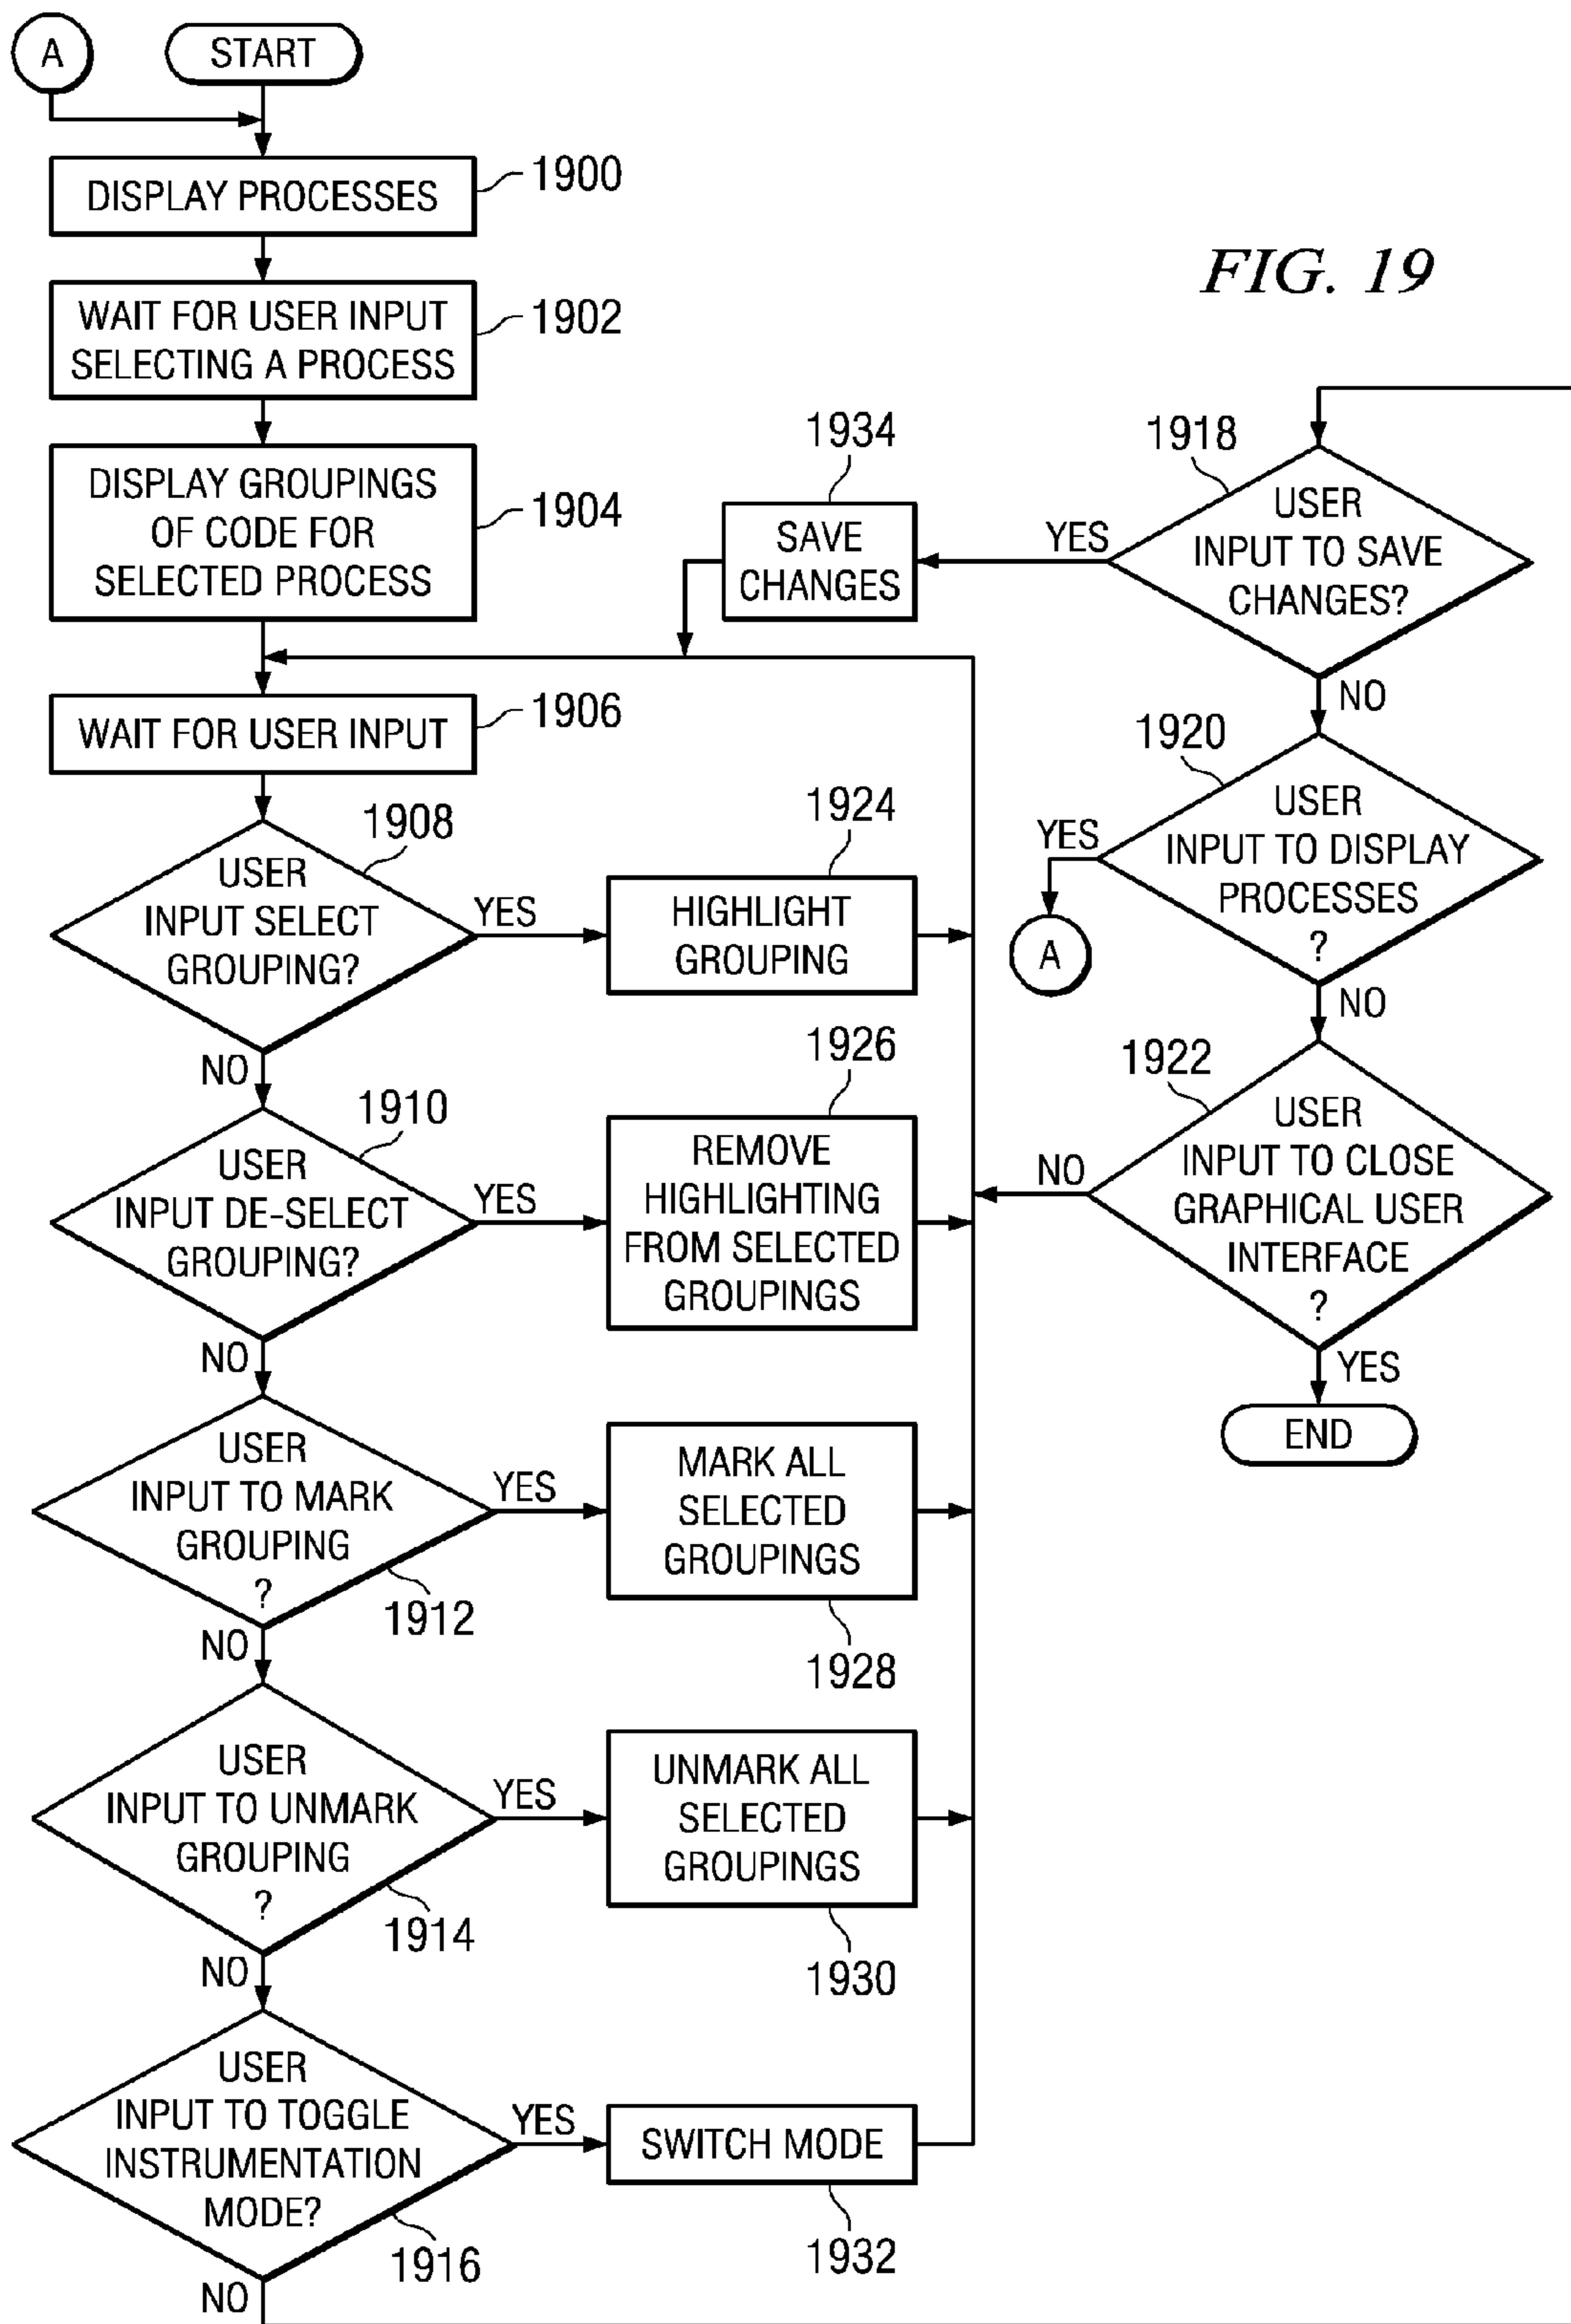 A
START
DISPLAY PROCESSES
1900
FIG. 19
WAIT FOR USER INPUT
SELECTING A PROCESS
1902
DISPLAY GROUPINGS
OF CODE FOR
SELECTED PROCESS
1904
WAIT FOR USER INPUT
1906
1908
USER
INPUT SELECT
GROUPING?
YES
NO
1924
HIGHLIGHT
GROUPING
1910
USER
INPUT DE-SELECT
GROUPING?
YES
NO
1926
REMOVE
HIGHLIGHTING
FROM SELECTED
GROUPINGS
USER
INPUT TO MARK
GROUPING
?
1912
YES
NO
MARK ALL
SELECTED
GROUPINGS
1928
USER
INPUT TO UNMARK
GROUPING
?
1914
YES
NO
UNMARK ALL
SELECTED
GROUPINGS
1930
USER
INPUT TO TOGGLE
INSTRUMENTATION
MODE?
1916
YES
NO
SWITCH MODE
1932
1918
USER
INPUT TO SAVE
CHANGES?
YES
NO
1934
SAVE
CHANGES
1920
USER
INPUT TO DISPLAY
PROCESSES
?
YES
A
NO
1922
USER
INPUT TO CLOSE
GRAPHICAL USER
INTERFACE
?
NO
YES
END